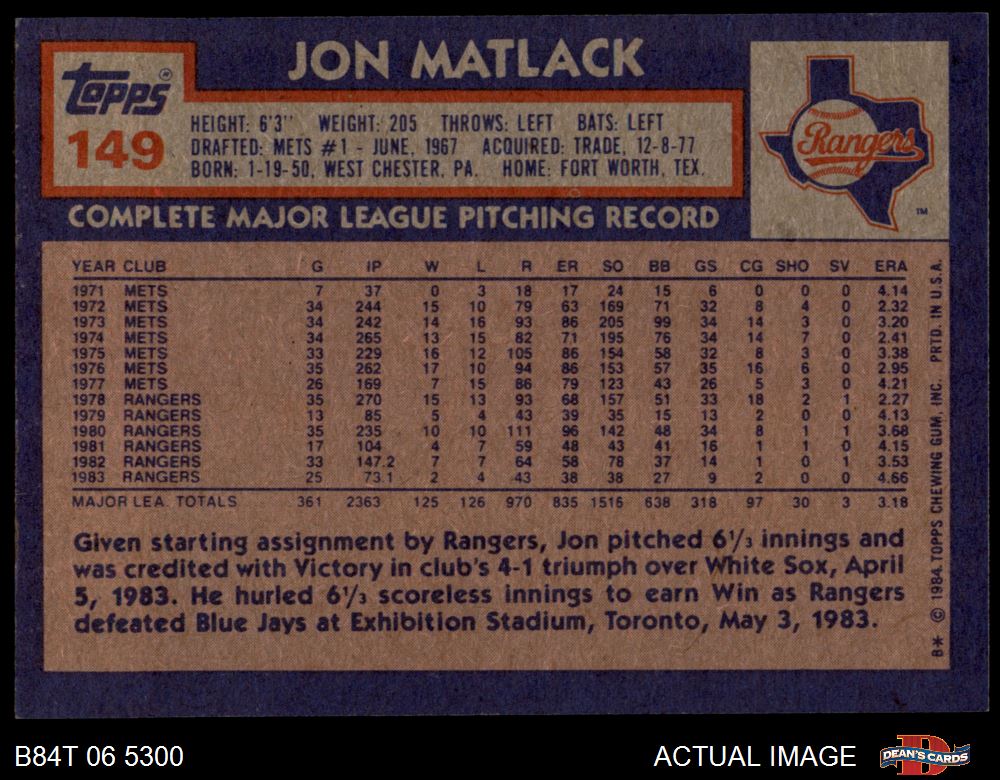 JON MATLACK
Topps®
149
HEIGHT: 6'3" WEIGHT: 205 THROWS: LEFT BATS: LEFT
DRAFTED: METS #1 - JUNE, 1967 ACQUIRED: TRADE, 12-8-77
BORN: 1-19-50, WEST CHESTER, PA. HOME: FORT WORTH, TEX.
Rangers
TM
COMPLETE MAJOR LEAGUE PITCHING RECORD
YEAR CLUB G IP W L R ER SO BB GS CG SHO SV ERA
1971 METS 7 37 0 3 18 17 24 15 6 0 0 0 4.14
1972 METS 34 244 15 10 79 63 169 71 32 8 4 0 2.32
1973 METS 34 242 14 16 93 86 205 99 34 14 3 0 3.20
1974 METS 34 265 13 15 82 71 195 76 34 14 7 0 2.41
1975 METS 33 229 16 12 105 86 154 58 32 8 3 0 3.38
1976 METS 35 262 17 10 94 86 153 57 35 16 6 0 2.95
1977 METS 26 169 7 15 86 79 123 43 26 5 3 0 4.21
1978 RANGERS 35 270 15 13 93 68 157 51 33 18 2 1 2.27
1979 RANGERS 13 85 5 4 43 39 35 15 13 2 0 0 4.13
1980 RANGERS 35 235 10 10 111 96 142 48 34 8 1 1 3.68
1981 RANGERS 17 104 4 7 59 48 43 41 16 1 1 0 4.15
1982 RANGERS 33 147.2 7 7 64 58 78 37 14 1 0 1 3.53
1983 RANGERS 25 73.1 2 4 43 38 38 27 9 2 0 0 4.66
MAJOR LEA. TOTALS 361 2363 125 126 970 835 1516 638 318 97 30 3 3.18
Given starting assignment by Rangers, Jon pitched 6⅓ innings and
was credited with Victory in club's 4-1 triumph over White Sox, April
5, 1983. He hurled 6⅓ scoreless innings to earn Win as Rangers
defeated Blue Jays at Exhibition Stadium, Toronto, May 3, 1983.
B* © 1984 TOPPS CHEWING GUM, INC. PRTD. IN U.S.A.
B84T 06 5300
ACTUAL IMAGE
DEAN'S CARDS